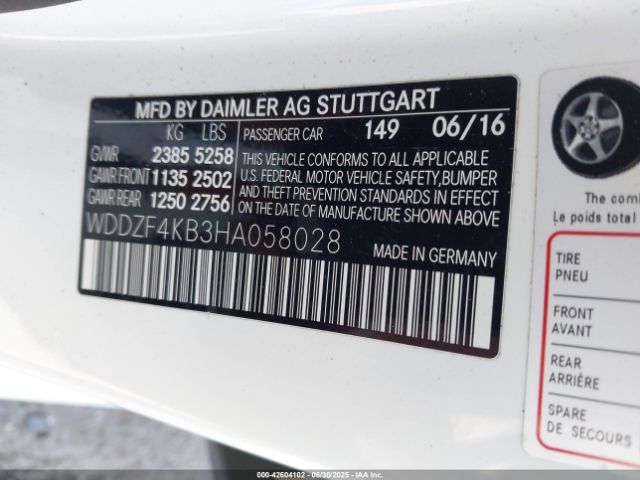 MFD BY DAIMLER AG STUTTGART
KG LBS
PASSENGER CAR 149 06/16
GVWR 2385 5258
GAWR FRONT 1135 2502
GAWR REAR 1250 2756
THIS VEHICLE CONFORMS TO ALL APPLICABLE
U.S. FEDERAL MOTOR VEHICLE SAFETY,BUMPER
AND THEFT PREVENTION STANDARDS IN EFFECT
ON THE DATE OF MANUFACTURE SHOWN ABOVE
WDDZF4KB3HA058028
MADE IN GERMANY
The com
Le poids total
TIRE
PNEU
FRONT
AVANT
REAR
ARRIÈRE
SPARE
DE SECOURS
000-42604102 - 06/30/2025 - IAAI.COM